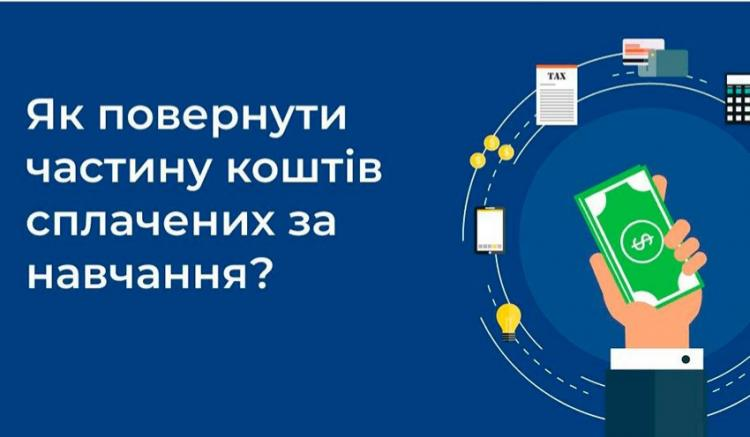 TAX
Як повернути
частину коштів
сплачених за
навчання?